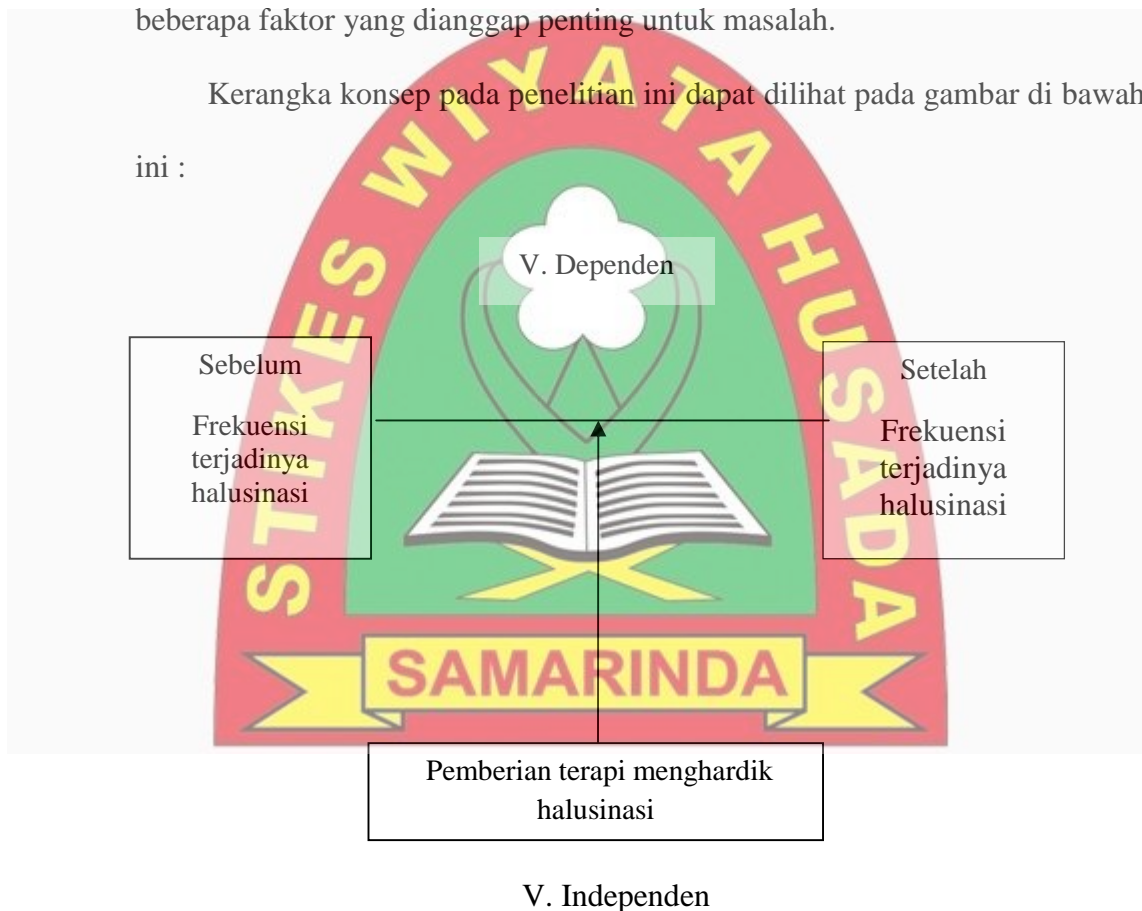 beberapa faktor yang dianggap penting untuk masalah.
Kerangka konsep pada penelitian ini dapat dilihat pada gambar di bawah
ini :
STIKES WIYATA HUSADA
V. Dependen
Sebelum
Frekuensi
terjadinya
halusinasi
Setelah
Frekuensi
terjadinya
halusinasi
SAMARINDA
Pemberian terapi menghardik
halusinasi
V. Independen